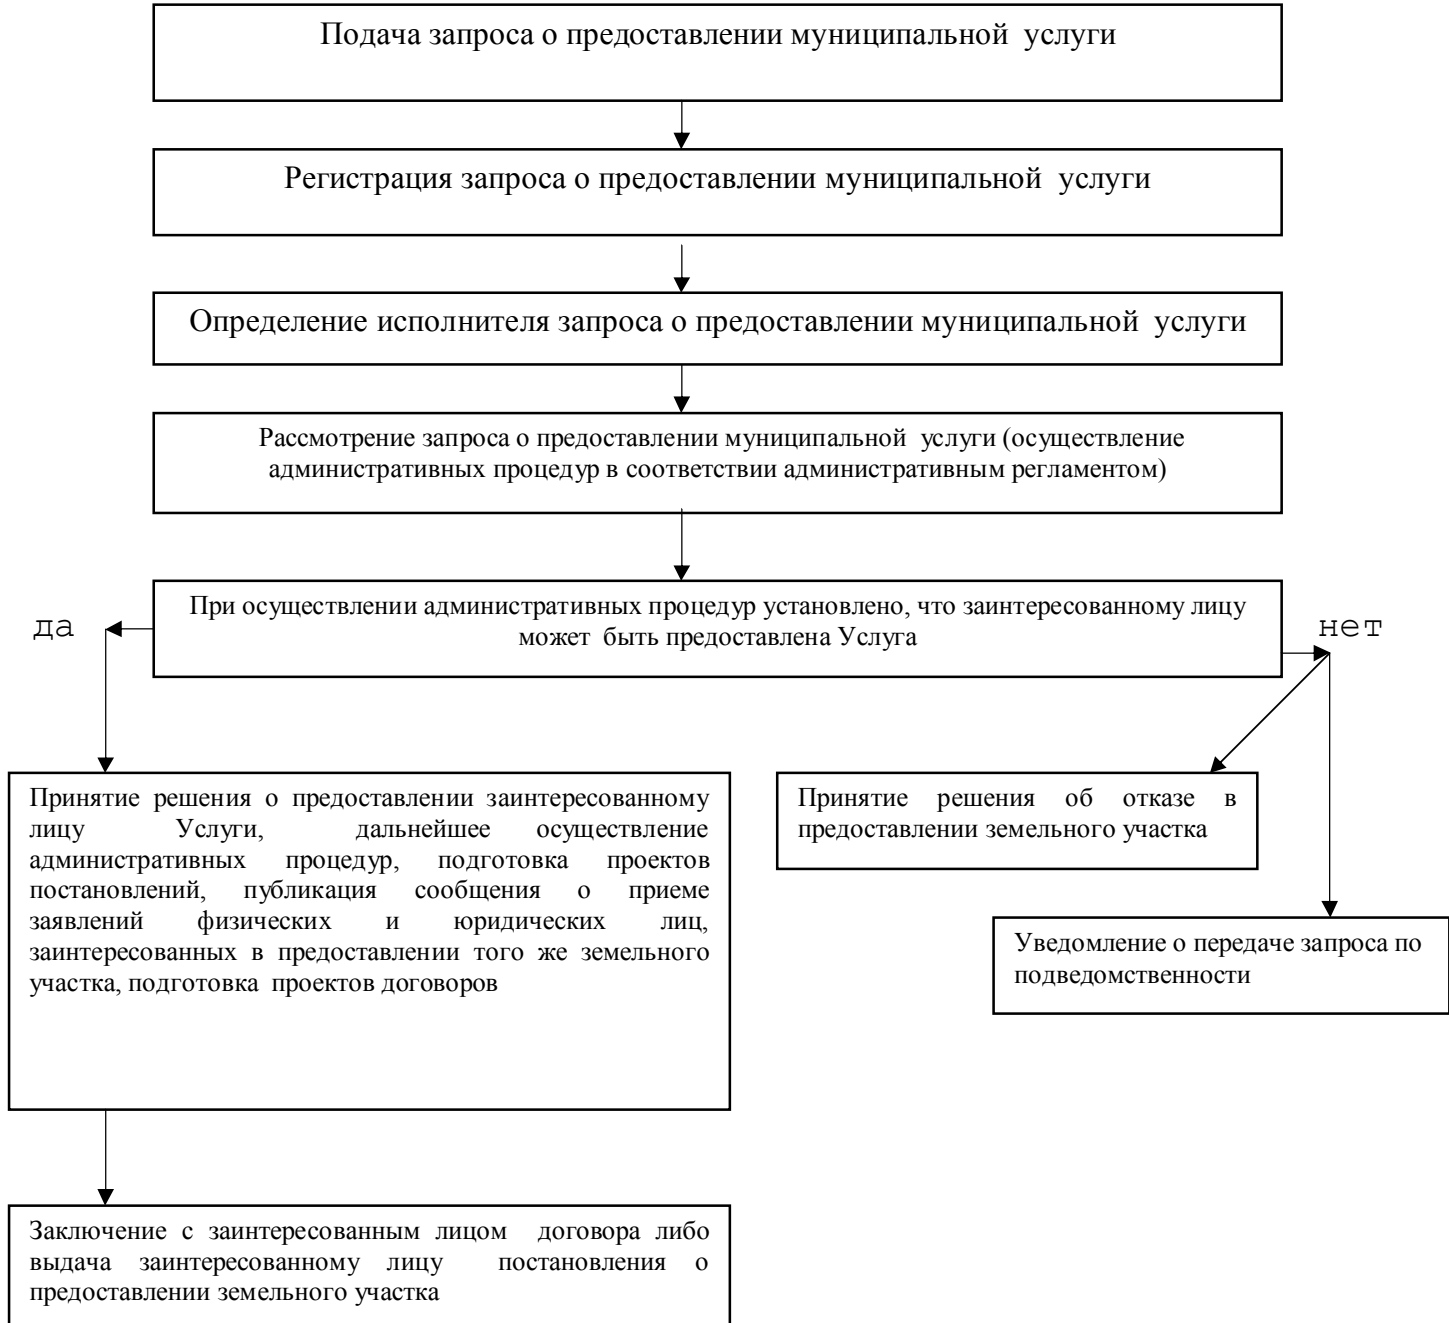 Подача запроса о предоставлении муниципальной услуги
Регистрация запроса о предоставлении муниципальной услуги
Определение исполнителя запроса о предоставлении муниципальной услуги
Рассмотрение запроса о предоставлении муниципальной услуги (осуществление
административных процедур в соответствии административным регламентом)
При осуществлении административных процедур установлено, что заинтересованному лицу
может быть предоставлена Услуга
да
нет
Принятие решения о предоставлении заинтересованному
лицу Услуги, дальнейшее осуществление
административных процедур, подготовка проектов
постановлений, публикация сообщения о приеме
заявлений физических и юридических лиц,
заинтересованных в предоставлении того же земельного
участка, подготовка проектов договоров
Принятие решения об отказе в
предоставлении земельного участка
Уведомление о передаче запроса по
подведомственности
Заключение с заинтересованным лицом договора либо
выдача заинтересованному лицу постановления о
предоставлении земельного участка